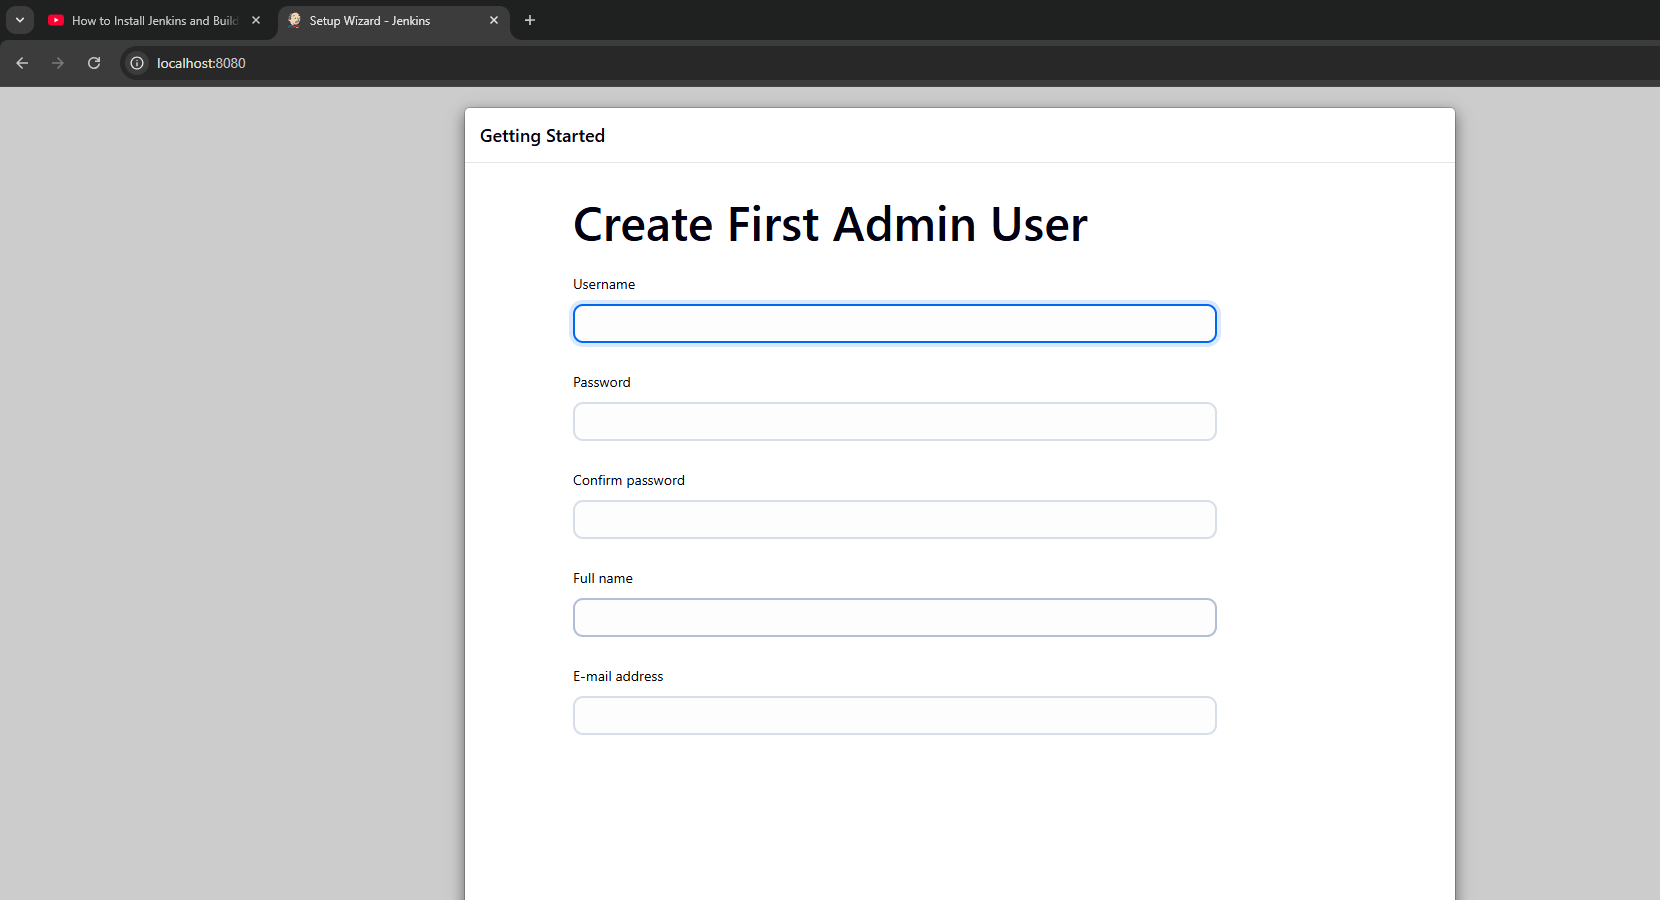 How to Install Jenkins and Build
Setup Wizard - Jenkins
localhost:8080
Getting Started
Create First Admin User
Username
Password
Confirm password
Full name
E-mail address